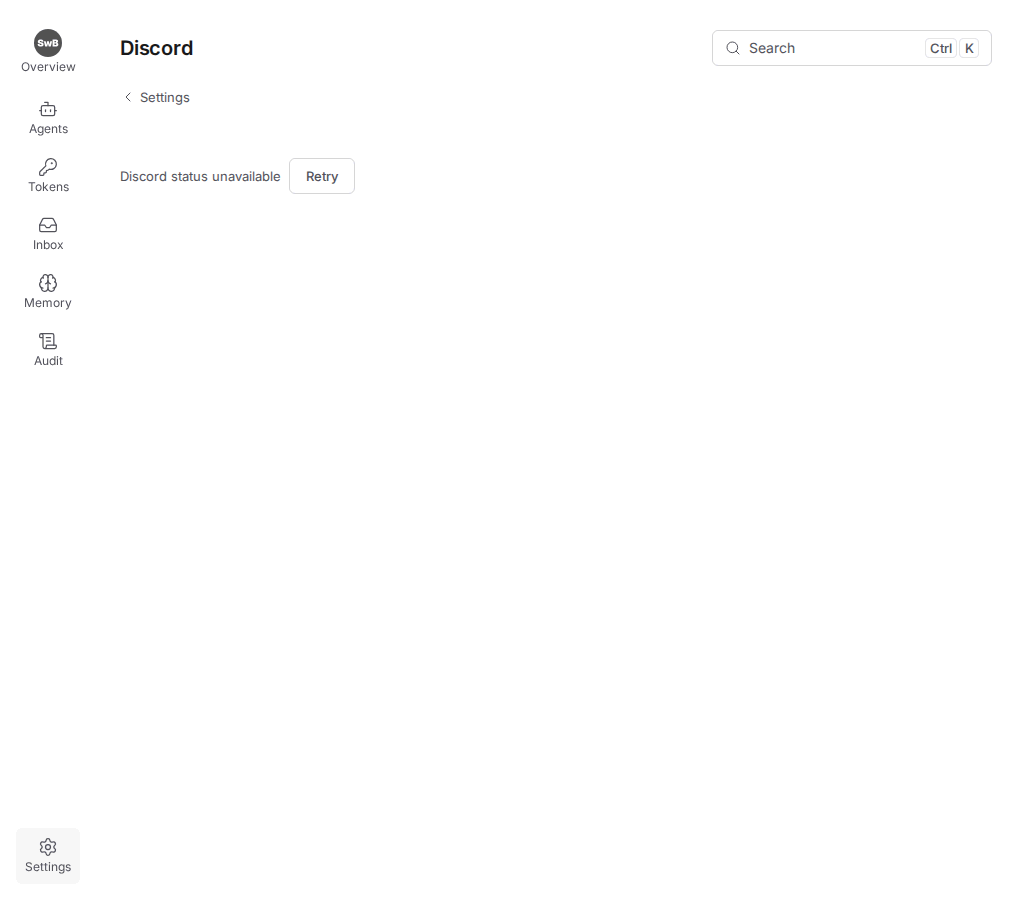 SwB
Overview
Agents
Tokens
Inbox
Memory
Audit
Settings
Discord
Search Ctrl K
Settings
Discord status unavailable Retry